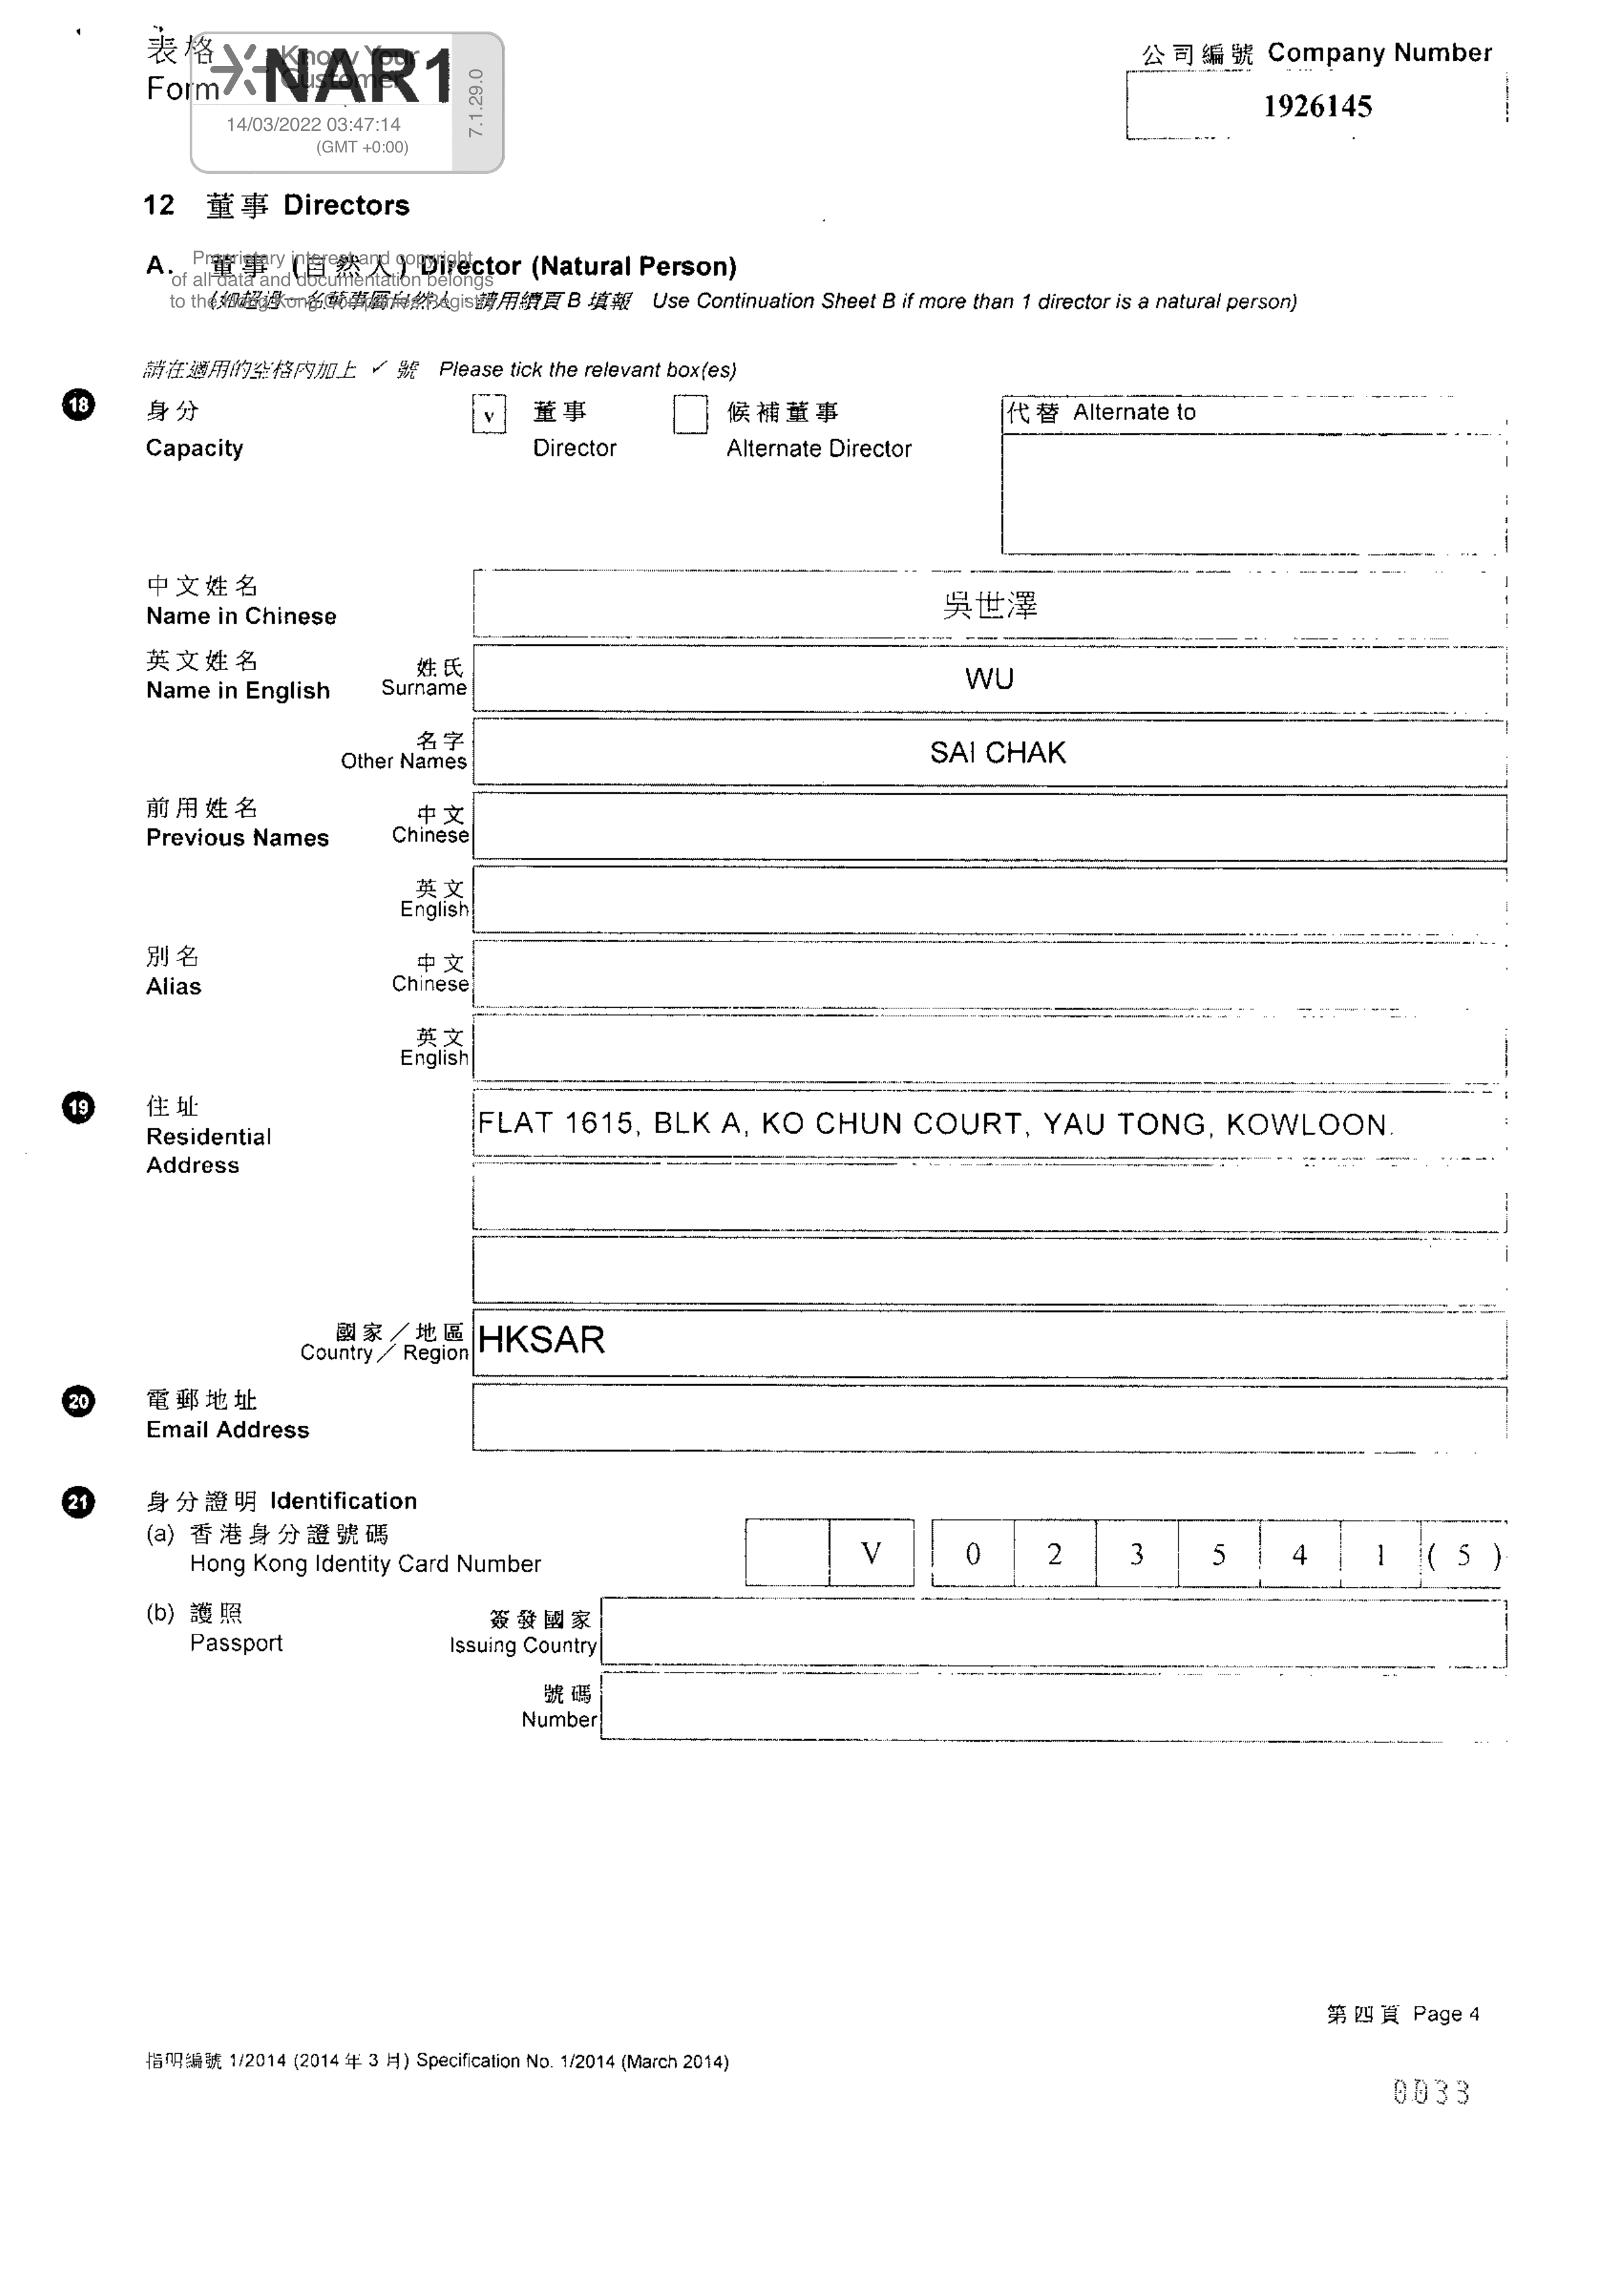 表格
Form NAR1
Know Your Customer
14/03/2022 03:47:14
(GMT +0:00)
7.1.29.0
公司編號 Company Number
1926145
12 董事 Directors
A. 董事 (自然人) Director (Natural Person)
Proprietary interest and copyright
of all data and documentation belongs
to the Hong Kong Companies Registry
(如超過一名董事屬自然人，請用續頁 B 填報 Use Continuation Sheet B if more than 1 director is a natural person)
請在適用的空格內加上 ✓ 號 Please tick the relevant box(es)
18 身分
Capacity
v 董事
Director
候補董事
Alternate Director
代替 Alternate to
中文姓名
Name in Chinese
吳世澤
英文姓名
Name in English
姓氏
Surname
WU
名字
Other Names
SAI CHAK
前用姓名
Previous Names
中文
Chinese
英文
English
別名
Alias
中文
Chinese
英文
English
19 住址
Residential
Address
FLAT 1615, BLK A, KO CHUN COURT, YAU TONG, KOWLOON.
國家／地區
Country／Region
HKSAR
20 電郵地址
Email Address
21 身分證明 Identification
(a) 香港身分證號碼
Hong Kong Identity Card Number
V 0 2 3 5 4 1 ( 5 )
(b) 護照
Passport
簽發國家
Issuing Country
號碼
Number
第四頁 Page 4
指明編號 1/2014 (2014 年 3 月) Specification No. 1/2014 (March 2014)
0033